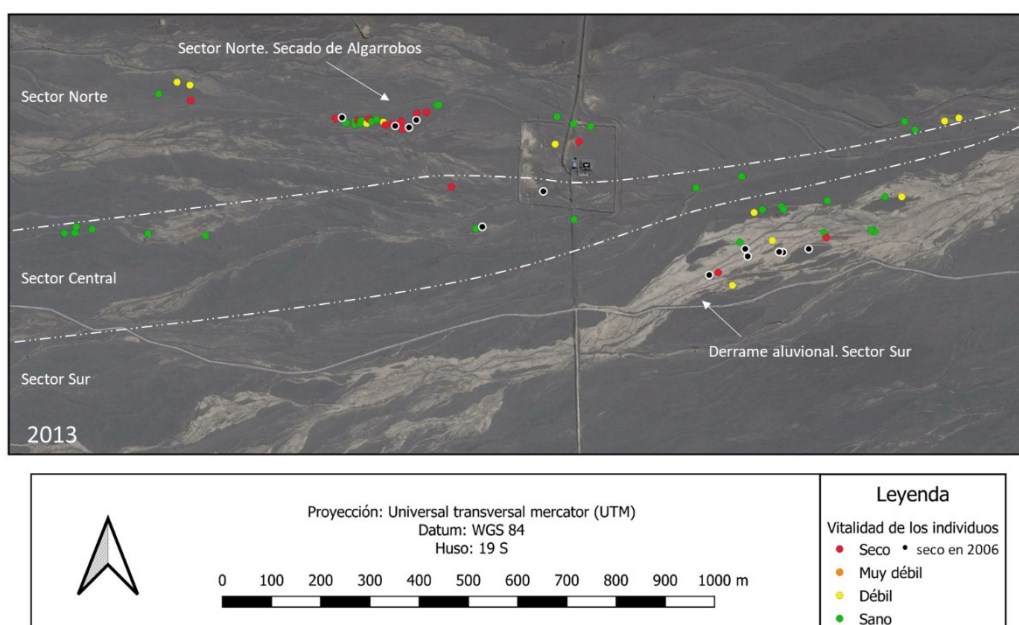 Sector Norte. Secado de Algarrobos
Sector Norte
Sector Central
Derrame aluvional. Sector Sur
Sector Sur
2013
Proyección: Universal transversal mercator (UTM)
Datum: WGS 84
Huso: 19 S
0 100 200 300 400 500 600 700 800 900 1000 m
Leyenda
Vitalidad de los individuos
Seco seco en 2006
Muy débil
Débil
Sano